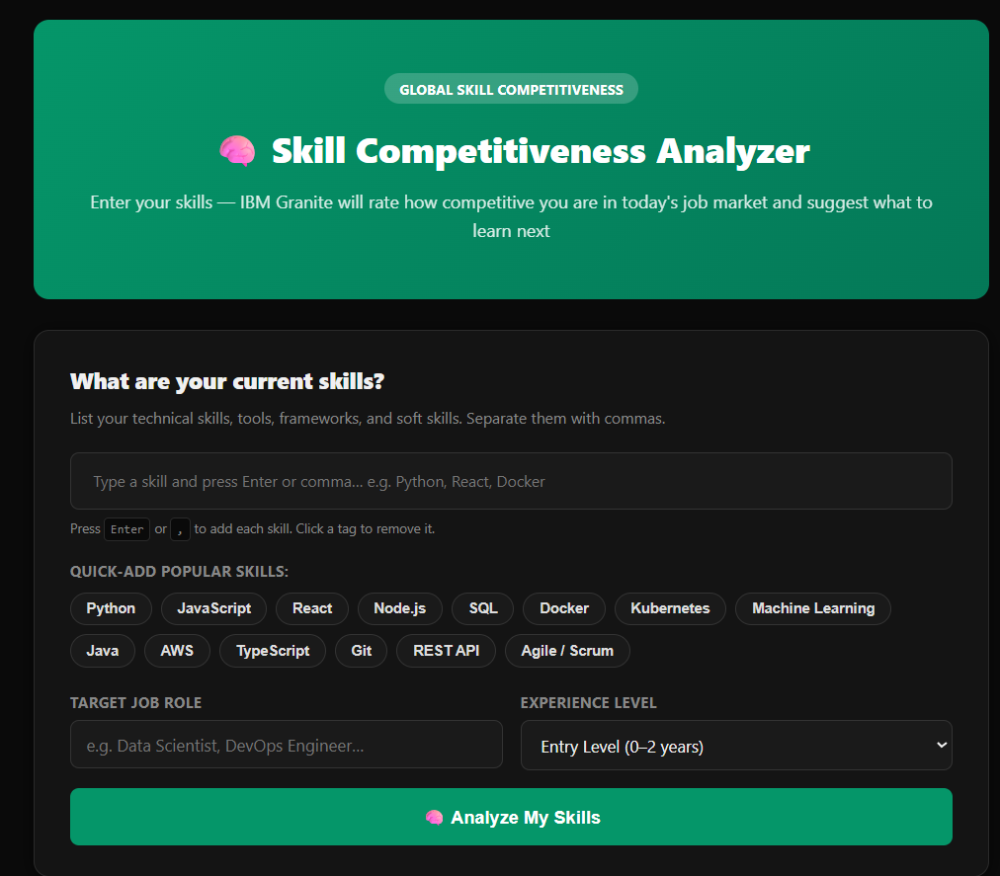 GLOBAL SKILL COMPETITIVENESS
🧠 Skill Competitiveness Analyzer
Enter your skills — IBM Granite will rate how competitive you are in today's job market and suggest what to
learn next
What are your current skills?
List your technical skills, tools, frameworks, and soft skills. Separate them with commas.
Type a skill and press Enter or comma... e.g. Python, React, Docker
Press Enter or , to add each skill. Click a tag to remove it.
QUICK-ADD POPULAR SKILLS:
Python JavaScript React Node.js SQL Docker Kubernetes Machine Learning
Java AWS TypeScript Git REST API Agile / Scrum
TARGET JOB ROLE EXPERIENCE LEVEL
e.g. Data Scientist, DevOps Engineer... Entry Level (0–2 years)
🧠 Analyze My Skills